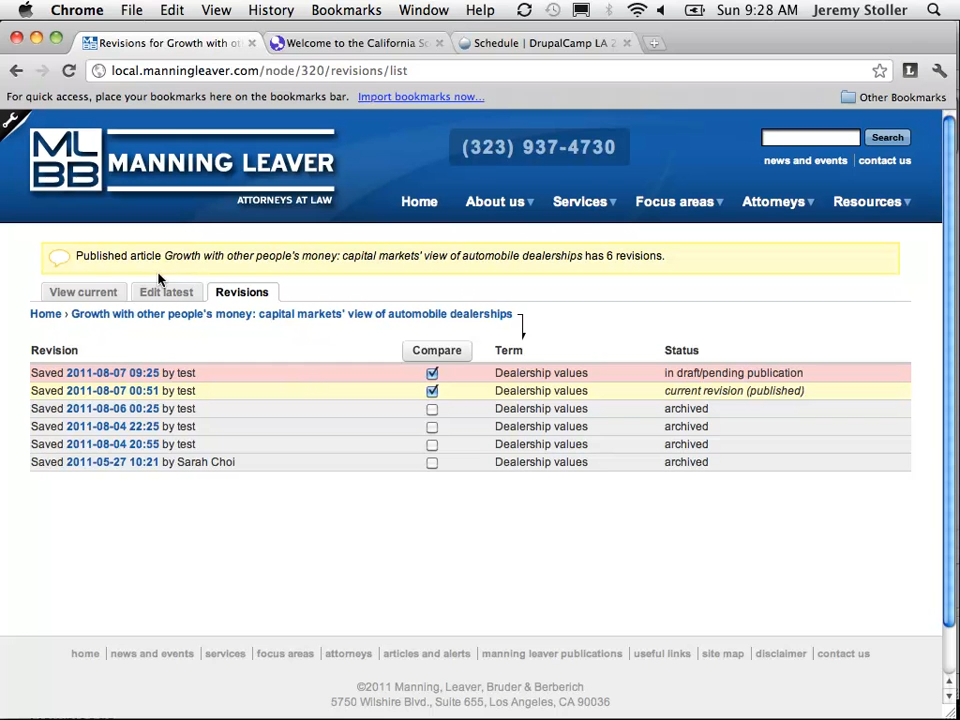 Chrome File Edit View History Bookmarks Window Help Sun 9:28 AM Jeremy Stoller
Revisions for Growth with ot Welcome to the California Sc Schedule | DrupalCamp LA 2
local.manningleaver.com/node/320/revisions/list
For quick access, place your bookmarks here on the bookmarks bar. Import bookmarks now... Other Bookmarks
MLBB MANNING LEAVER
ATTORNEYS AT LAW
(323) 937-4730
Search
news and events | contact us
Home About us Services Focus areas Attorneys Resources
Published article Growth with other people's money: capital markets' view of automobile dealerships has 6 revisions.
View current Edit latest Revisions
Home › Growth with other people's money: capital markets' view of automobile dealerships
Revision Compare Term Status
Saved 2011-08-07 09:25 by test Dealership values in draft/pending publication
Saved 2011-08-07 00:51 by test Dealership values current revision (published)
Saved 2011-08-06 00:25 by test Dealership values archived
Saved 2011-08-04 22:25 by test Dealership values archived
Saved 2011-08-04 20:55 by test Dealership values archived
Saved 2011-05-27 10:21 by Sarah Choi Dealership values archived
home | news and events | services | focus areas | attorneys | articles and alerts | manning leaver publications | useful links | site map | disclaimer | contact us
©2011 Manning, Leaver, Bruder & Berberich
5750 Wilshire Blvd., Suite 655, Los Angeles, CA 90036